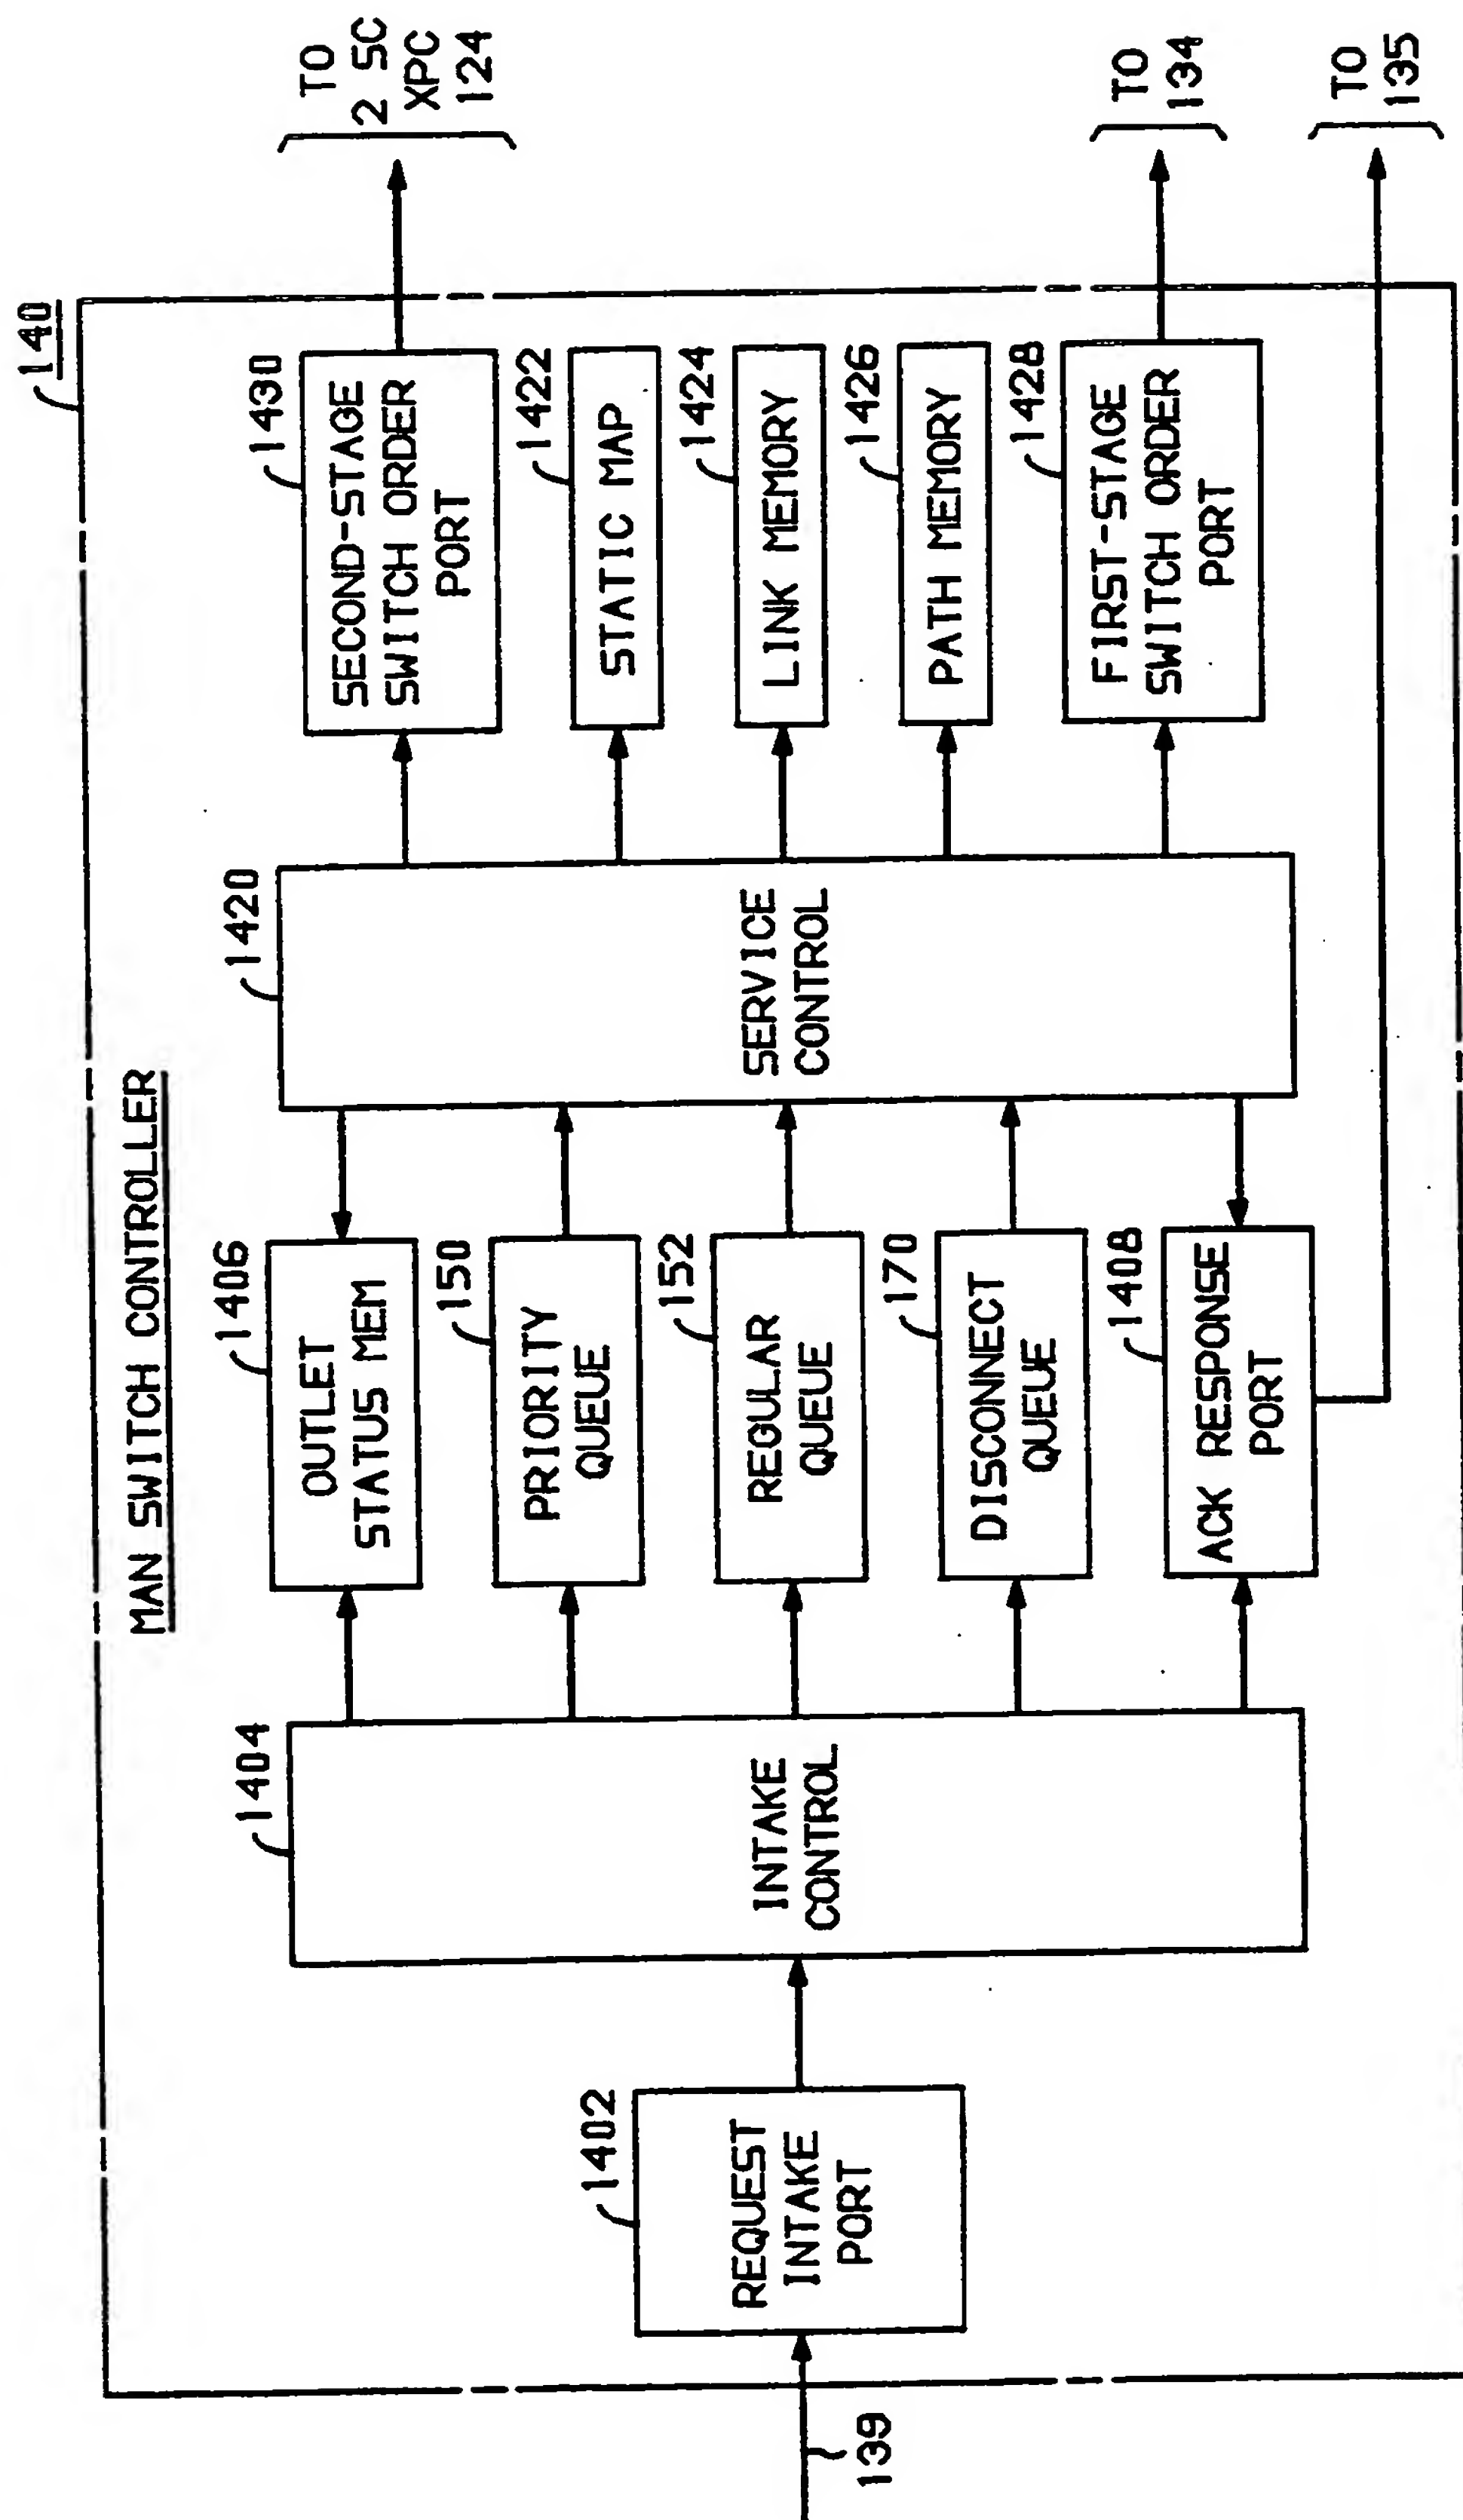 MAN SWITCH CONTROLLER
140
139
1402
REQUEST
INTAKE
PORT
1404
INTAKE
CONTROL
1406
OUTLET
STATUS MEM
150
PRIORITY
QUEUE
152
REGULAR
QUEUE
170
DISCONNECT
QUEUE
1408
ACK RESPONSE
PORT
1420
SERVICE
CONTROL
1430
SECOND-STAGE
SWITCH ORDER
PORT
1422
STATIC MAP
1424
LINK MEMORY
1426
PATH MEMORY
1428
FIRST-STAGE
SWITCH ORDER
PORT
TO
2 SC
XPC
124
TO
134
TO
135